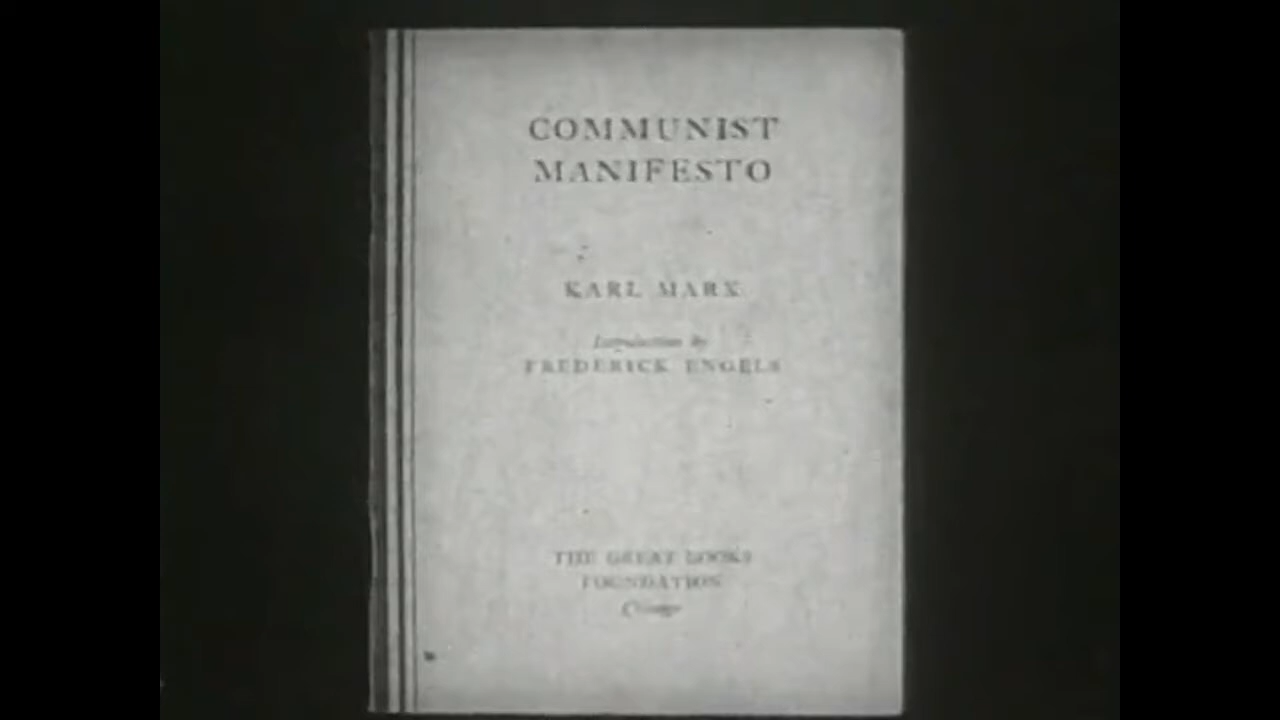 COMMUNIST
MANIFESTO
KARL MARX
Introduction by
FREDERICK ENGELS
THE GREAT BOOKS
FOUNDATION
Chicago